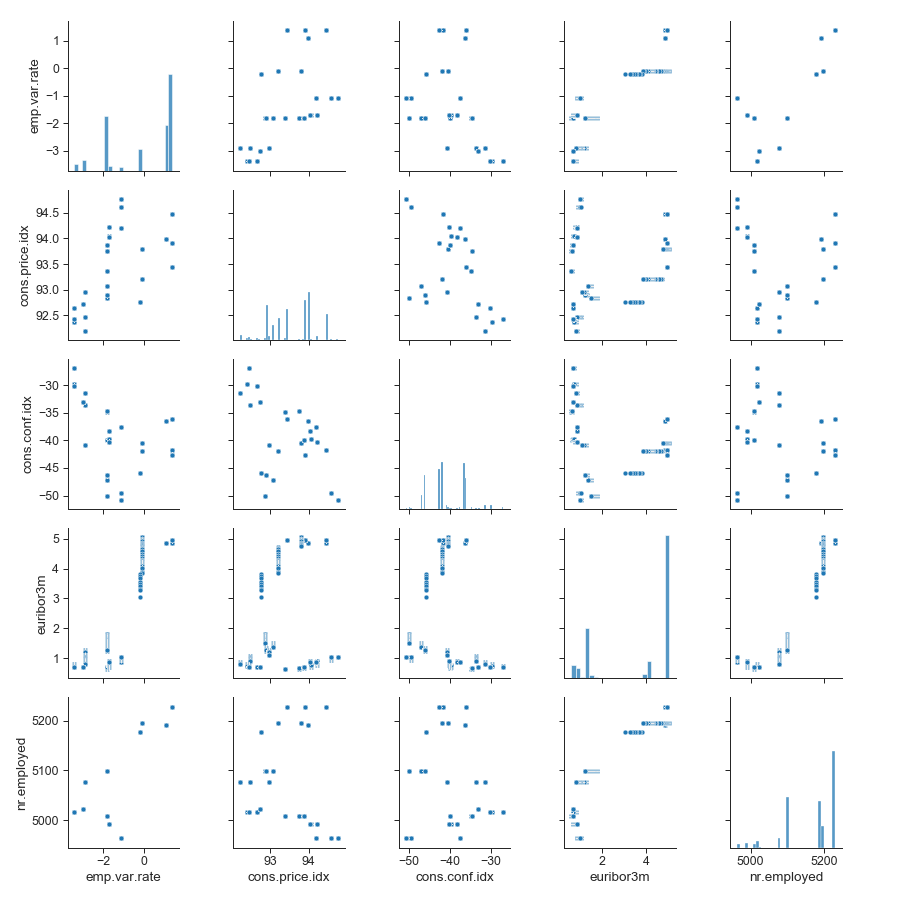 1
0
−1
−2
−3
emp.var.rate
94.5
94.0
93.5
93.0
92.5
cons.price.idx
−30
−35
−40
−45
−50
cons.conf.idx
5
4
3
2
1
euribor3m
5200
5100
5000
nr.employed
−2 0
93 94
−50 −40 −30
2 4
5000 5200
emp.var.rate
cons.price.idx
cons.conf.idx
euribor3m
nr.employed